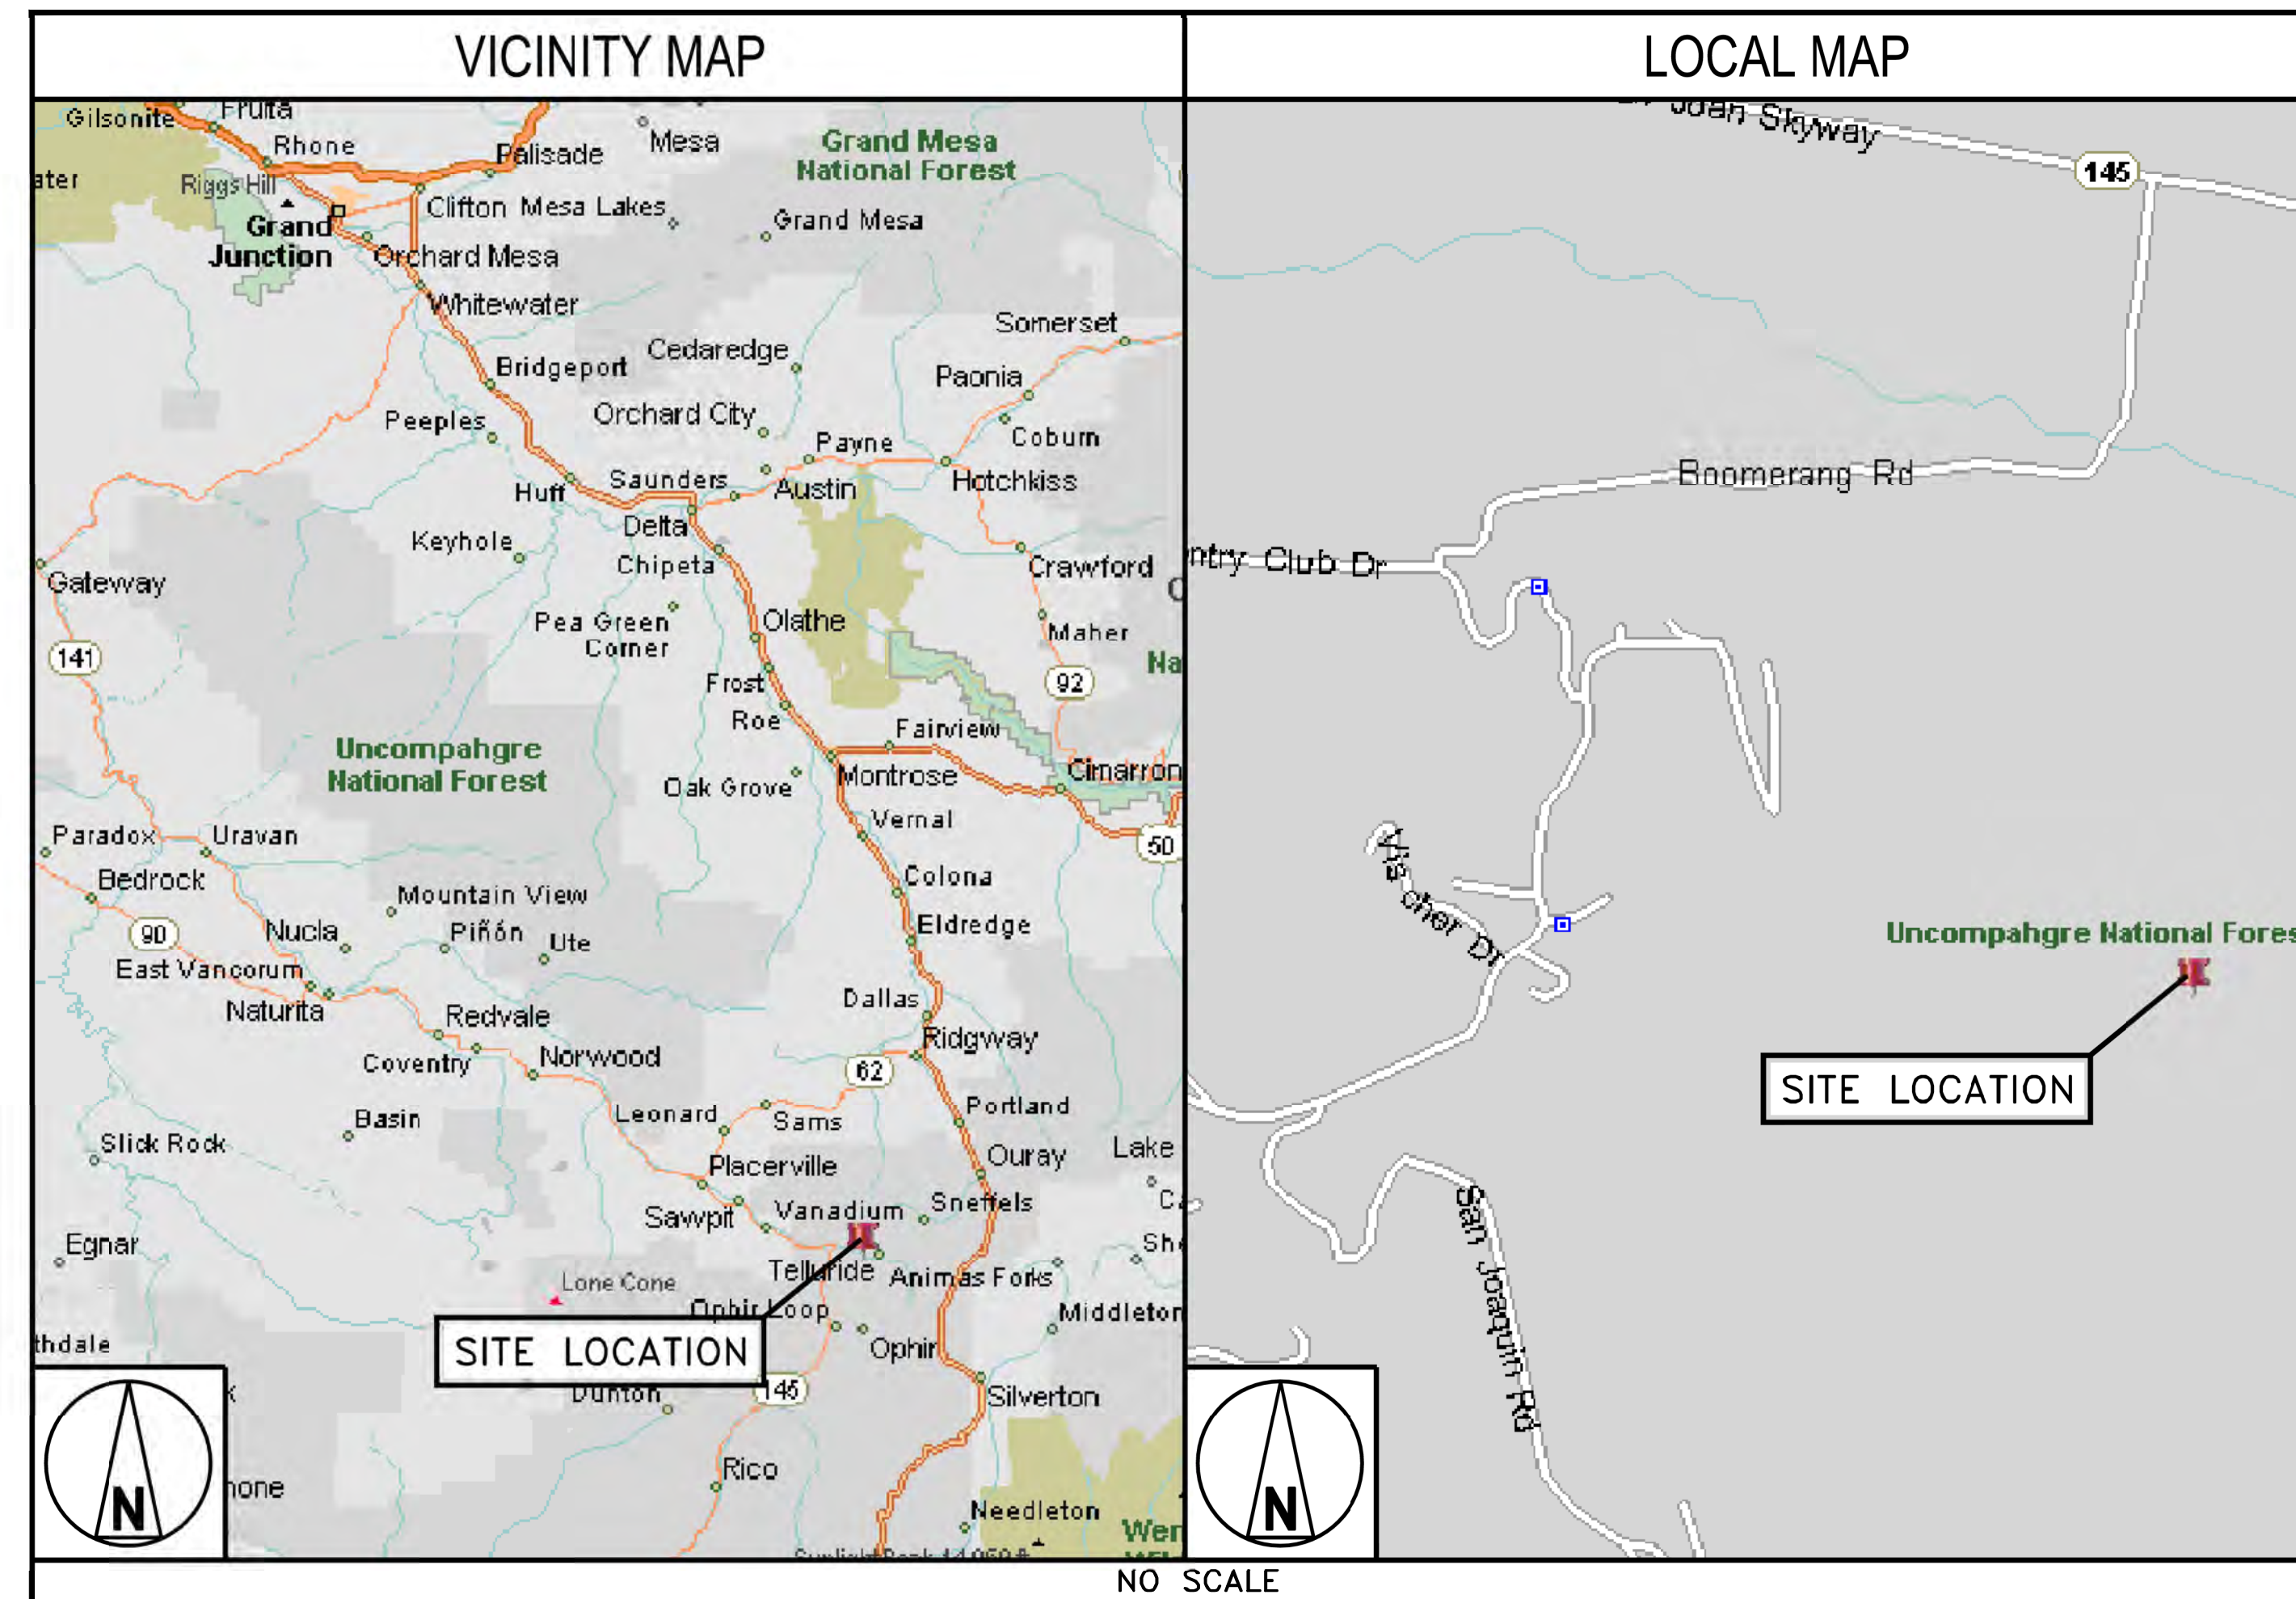 VICINITY MAP
LOCAL MAP
Gilsonite
Fruita
Rhone
Palisade
Mesa
Grand Mesa
National Forest
ater
Riggs Hill
Clifton
Mesa Lakes
Grand Mesa
Grand
Junction
Orchard Mesa
Whitewater
Somerset
Cedaredge
Bridgeport
Paonia
Peeples
Orchard City
Coburn
Payne
Saunders
Austin
Hotchkiss
Huff
Delta
Keyhole
Chipeta
Crawford
Gateway
Pea Green
Corner
Olathe
Maher
141
Na
92
Frost
Roe
Fairview
Uncompahgre
National Forest
Montrose
Cimarron
Oak Grove
Vernal
50
Paradox
Uravan
Bedrock
Colona
Mountain View
90
Nucla
Piñón
Ute
Eldredge
East Vancorum
Naturita
Dallas
Redvale
Ridgway
Coventry
Norwood
62
Portland
Leonard
Sams
Basin
Slick Rock
Ouray
Lake
Placerville
Vanadium
Sneffels
Sawpit
Egnar
Telluride
Animas Forks
Lone Cone
Ophir Loop
Middleton
thdale
SITE LOCATION
Ophir
Dunton
145
Silverton
Rico
Needleton
Wer
N
Joan Skyway
145
Boomerang Rd
ntry Club Dr
Vischer Dr
Uncompahgre National Fores
SITE LOCATION
San Joaquin Rd
N
NO SCALE